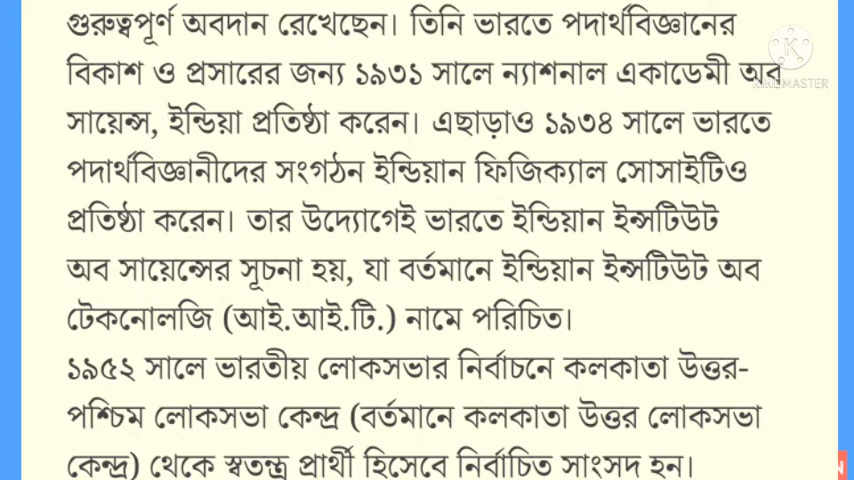 গুরুত্বপূর্ণ অবদান রেখেছেন। তিনি ভারতে পদার্থবিজ্ঞানের
বিকাশ ও প্রসারের জন্য ১৯৩১ সালে ন্যাশনাল একাডেমী অব
সায়েন্স, ইন্ডিয়া প্রতিষ্ঠা করেন। এছাড়াও ১৯৩৪ সালে ভারতে
পদার্থবিজ্ঞানীদের সংগঠন ইন্ডিয়ান ফিজিক্যাল সোসাইটিও
প্রতিষ্ঠা করেন। তার উদ্যোগেই ভারতে ইন্ডিয়ান ইন্সটিউট
অব সায়েন্সের সূচনা হয়, যা বর্তমানে ইন্ডিয়ান ইন্সটিউট অব
টেকনোলজি (আই.আই.টি.) নামে পরিচিত।
১৯৫২ সালে ভারতীয় লোকসভার নির্বাচনে কলকাতা উত্তর-
পশ্চিম লোকসভা কেন্দ্র (বর্তমানে কলকাতা উত্তর লোকসভা
কেন্দ্র) থেকে স্বতন্ত্র প্রার্থী হিসেবে নির্বাচিত সাংসদ হন।
K
KINEMASTER
N